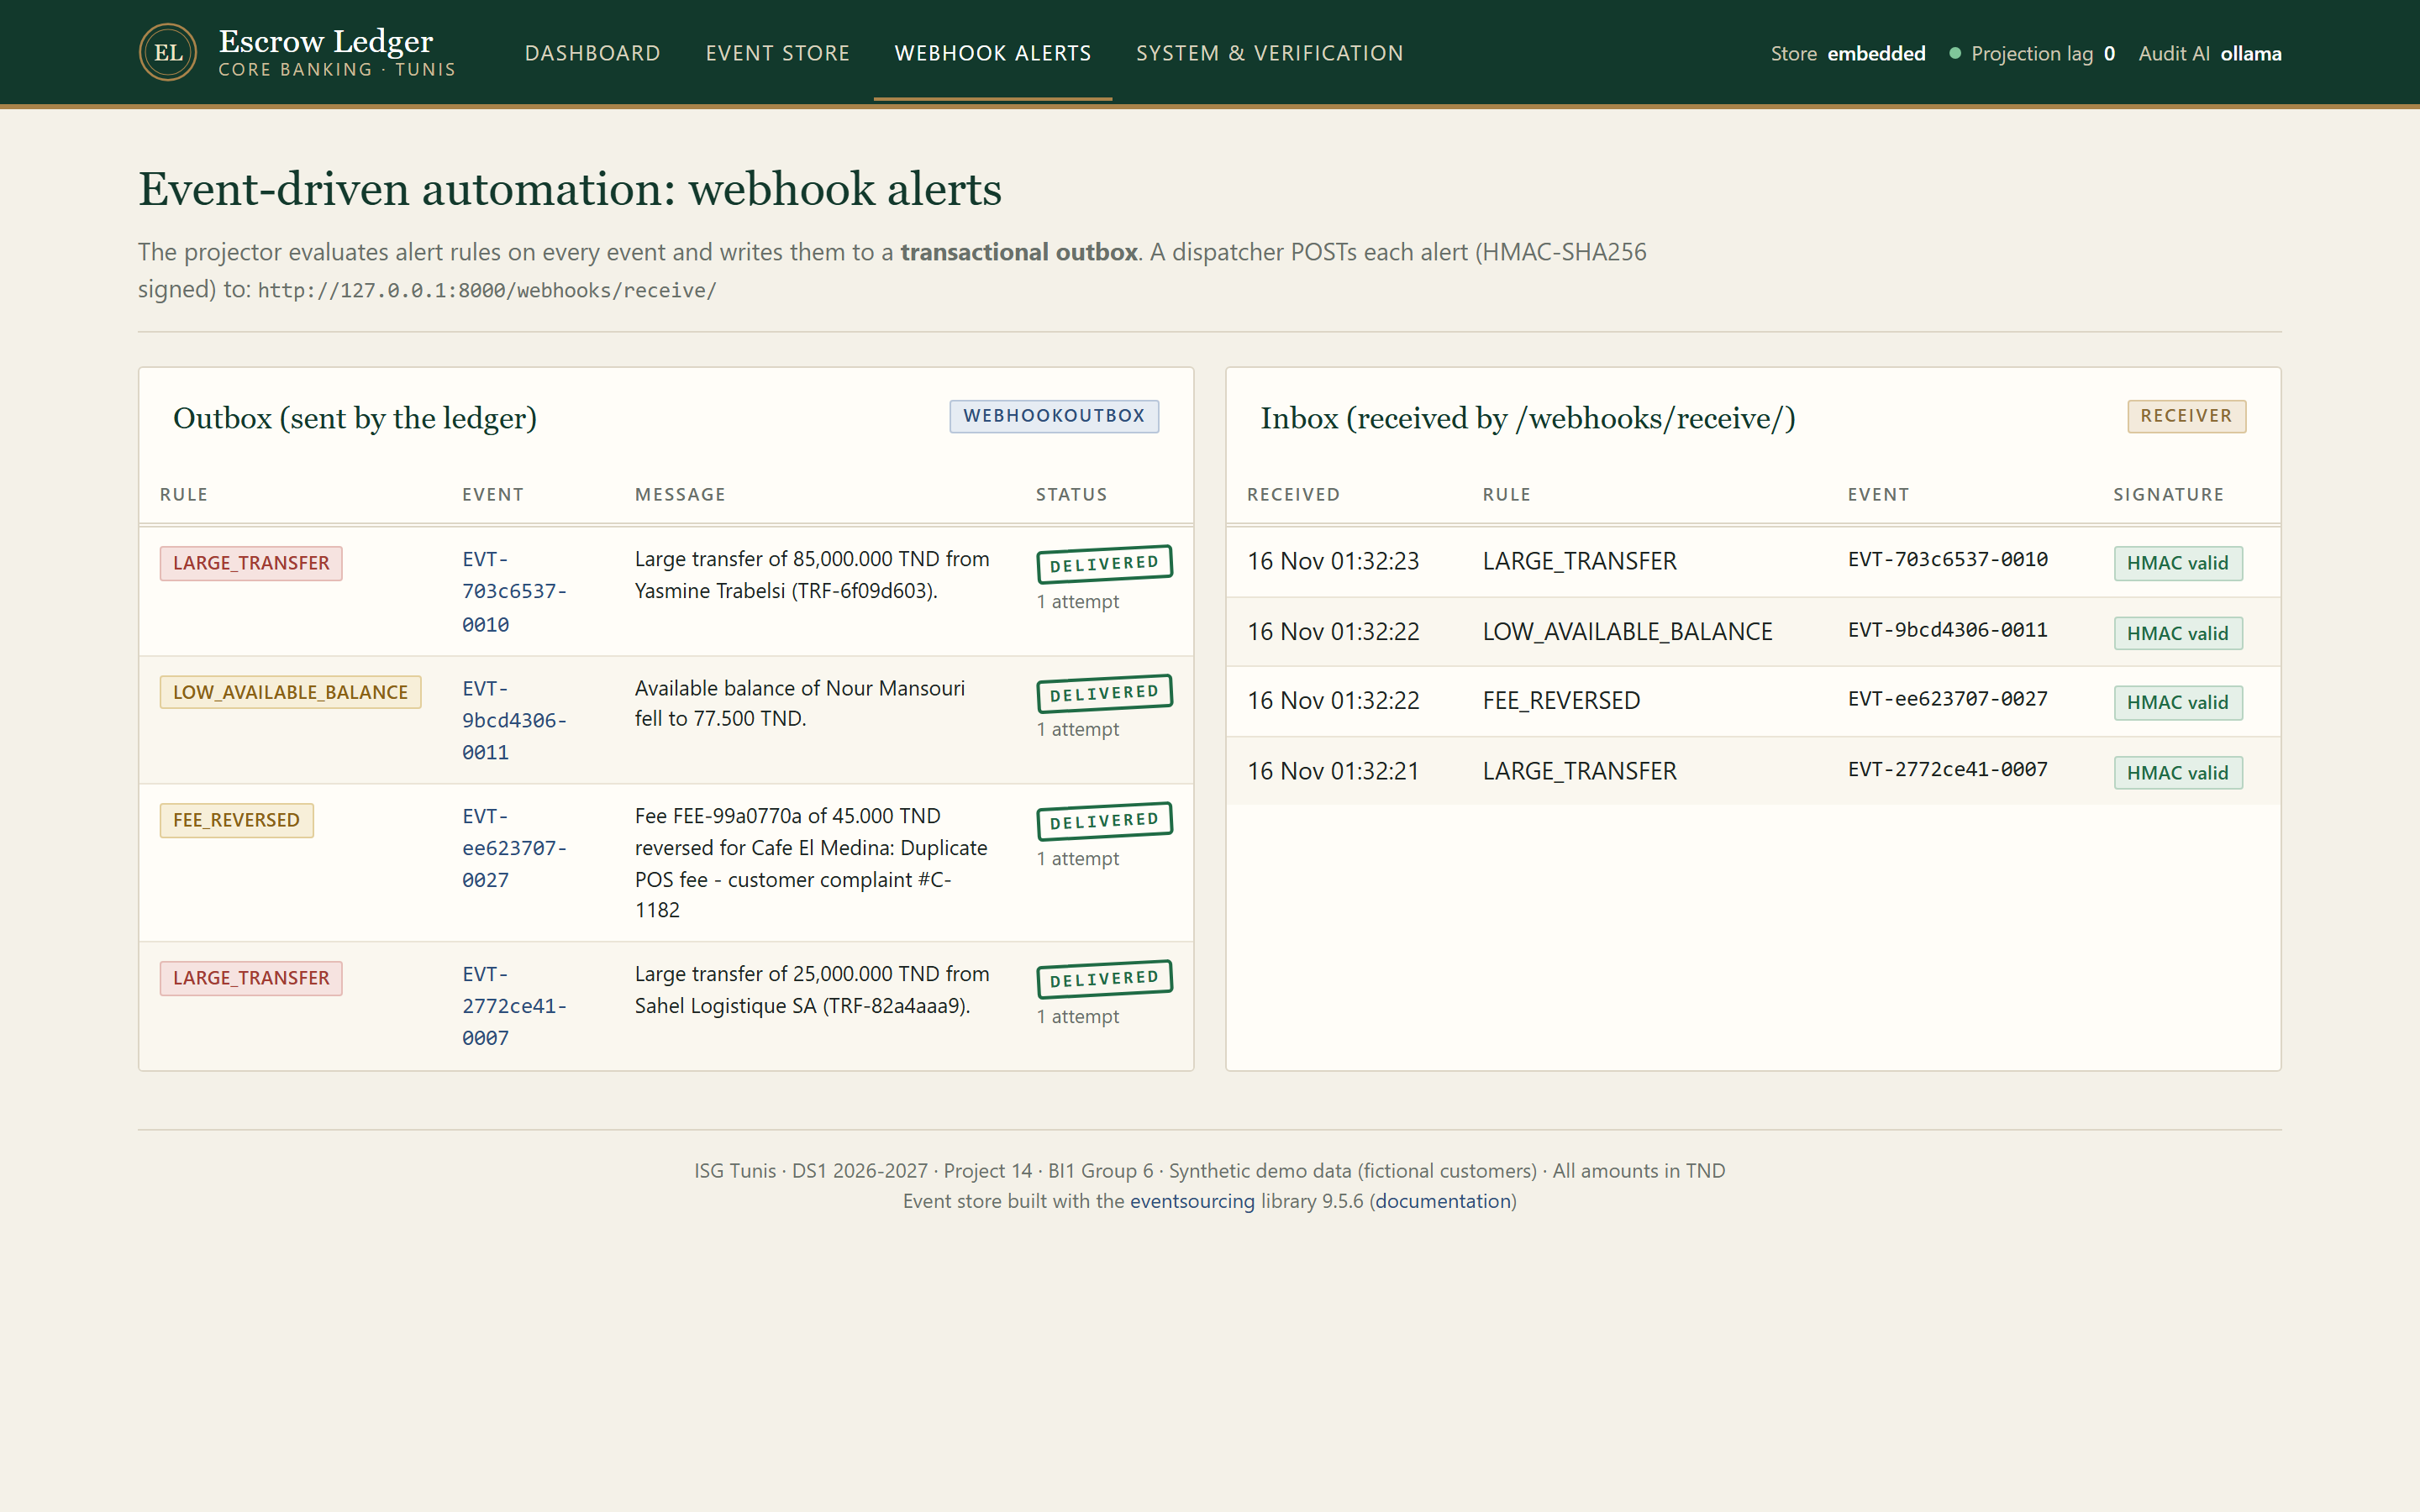 EL
Escrow Ledger
CORE BANKING · TUNIS
DASHBOARD
EVENT STORE
WEBHOOK ALERTS
SYSTEM & VERIFICATION
Store embedded
Projection lag 0
Audit AI ollama
Event-driven automation: webhook alerts
The projector evaluates alert rules on every event and writes them to a transactional outbox. A dispatcher POSTs each alert (HMAC-SHA256
signed) to: http://127.0.0.1:8000/webhooks/receive/
Outbox (sent by the ledger)
WEBHOOKOUTBOX
RULE EVENT MESSAGE STATUS
LARGE_TRANSFER
EVT-
703c6537-
0010
Large transfer of 85,000.000 TND from
Yasmine Trabelsi (TRF-6f09d603).
DELIVERED
1 attempt
LOW_AVAILABLE_BALANCE
EVT-
9bcd4306-
0011
Available balance of Nour Mansouri
fell to 77.500 TND.
DELIVERED
1 attempt
FEE_REVERSED
EVT-
ee623707-
0027
Fee FEE-99a0770a of 45.000 TND
reversed for Cafe El Medina: Duplicate
POS fee - customer complaint #C-
1182
DELIVERED
1 attempt
LARGE_TRANSFER
EVT-
2772ce41-
0007
Large transfer of 25,000.000 TND from
Sahel Logistique SA (TRF-82a4aaa9).
DELIVERED
1 attempt
Inbox (received by /webhooks/receive/)
RECEIVER
RECEIVED RULE EVENT SIGNATURE
16 Nov 01:32:23 LARGE_TRANSFER EVT-703c6537-0010 HMAC valid
16 Nov 01:32:22 LOW_AVAILABLE_BALANCE EVT-9bcd4306-0011 HMAC valid
16 Nov 01:32:22 FEE_REVERSED EVT-ee623707-0027 HMAC valid
16 Nov 01:32:21 LARGE_TRANSFER EVT-2772ce41-0007 HMAC valid
ISG Tunis · DS1 2026-2027 · Project 14 · BI1 Group 6 · Synthetic demo data (fictional customers) · All amounts in TND
Event store built with the eventsourcing library 9.5.6 (documentation)